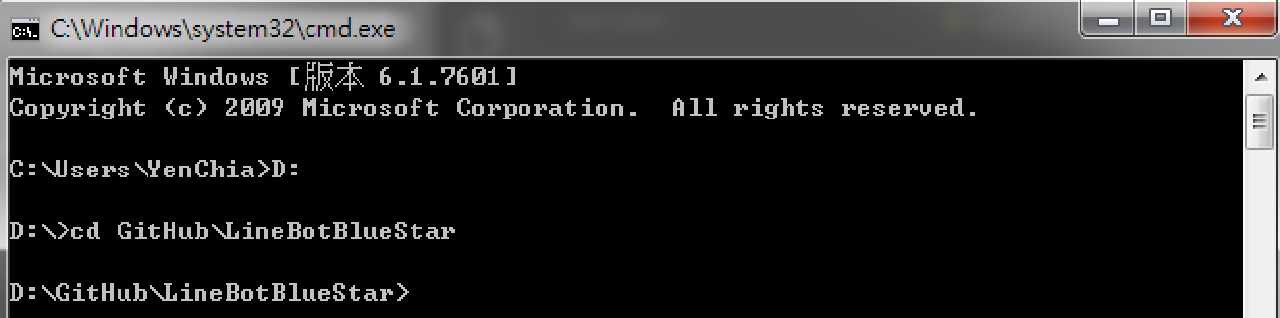 C:\Windows\system32\cmd.exe
Microsoft Windows [版本 6.1.7601]
Copyright (c) 2009 Microsoft Corporation.  All rights reserved.
C:\Users\YenChia>D:
D:\>cd GitHub\LineBotBlueStar
D:\GitHub\LineBotBlueStar>